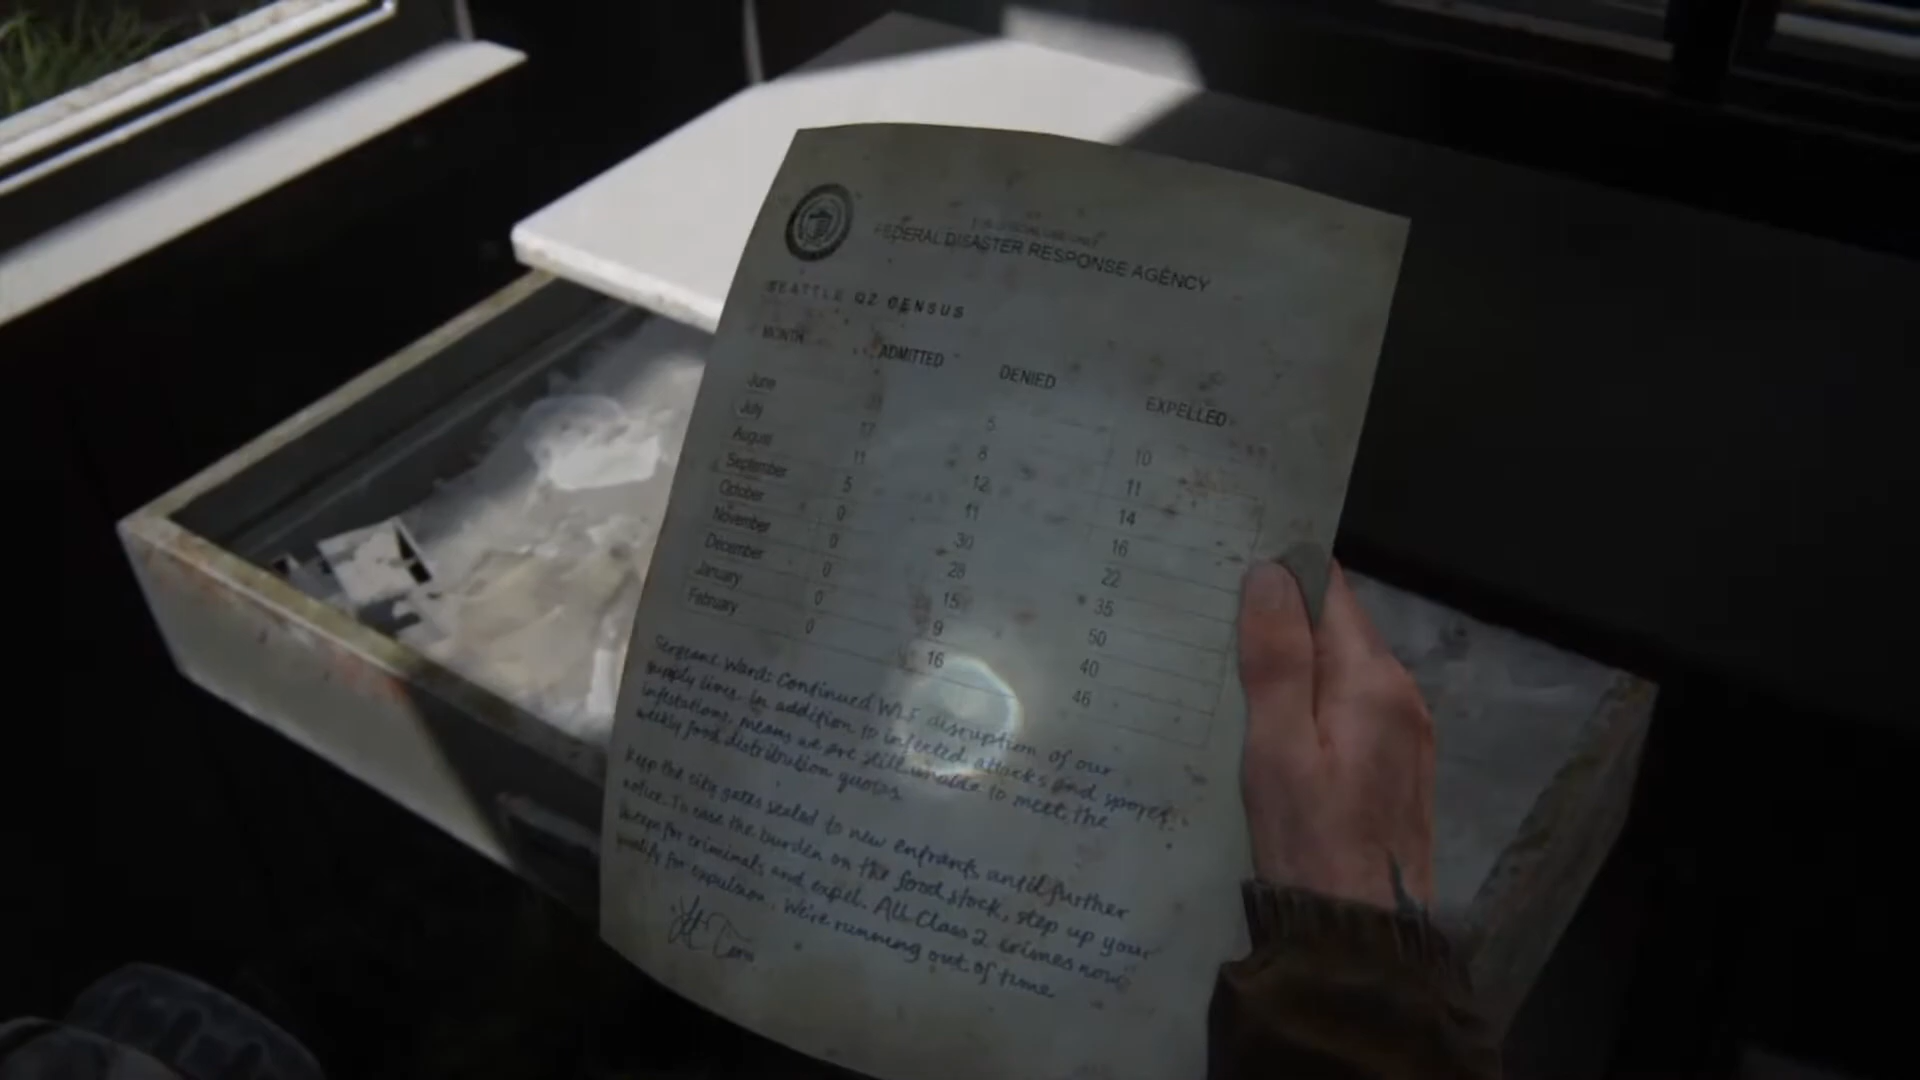 FEDERAL DISASTER RESPONSE AGENCY
SEATTLE QZ CENSUS
MONTH ADMITTED DENIED EXPELLED
June 5 10
July 17 8 11
August 11 12 14
September 5 11 16
October 0 30 22
November 0 28 35
December 0 15 50
January 0 9 40
February 0 16 46
Sergeant Ward: Continued WLF disruption of our
supply lines in addition to infected attacks and spores
infestations, means we are still unable to meet the
weekly food distribution quotas.
Keep the city gates sealed to new entrants until further
notice. To ease the burden on the food stock, step up your
sweeps for criminals and expel. All Class 2 crimes now
qualify for expulsion. We're running out of time.